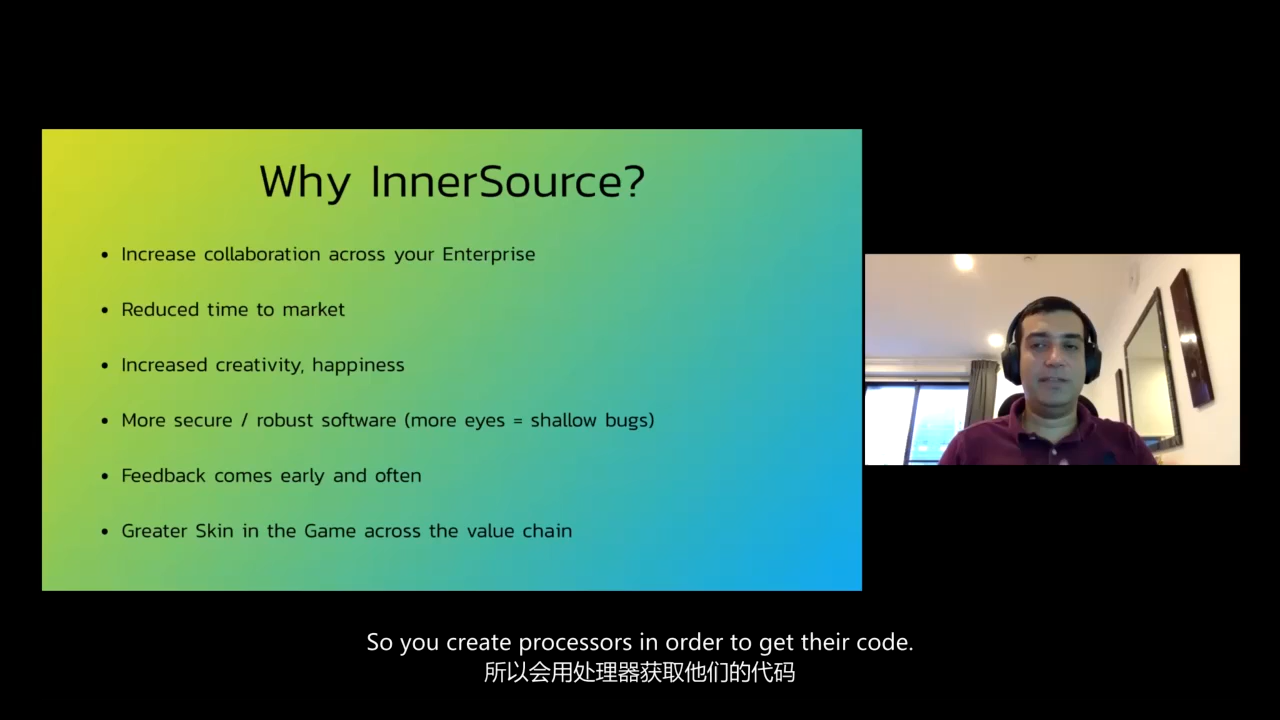 Why InnerSource?
• Increase collaboration across your Enterprise
• Reduced time to market
• Increased creativity, happiness
• More secure / robust software (more eyes = shallow bugs)
• Feedback comes early and often
• Greater Skin in the Game across the value chain
So you create processors in order to get their code.
所以会用处理器获取他们的代码